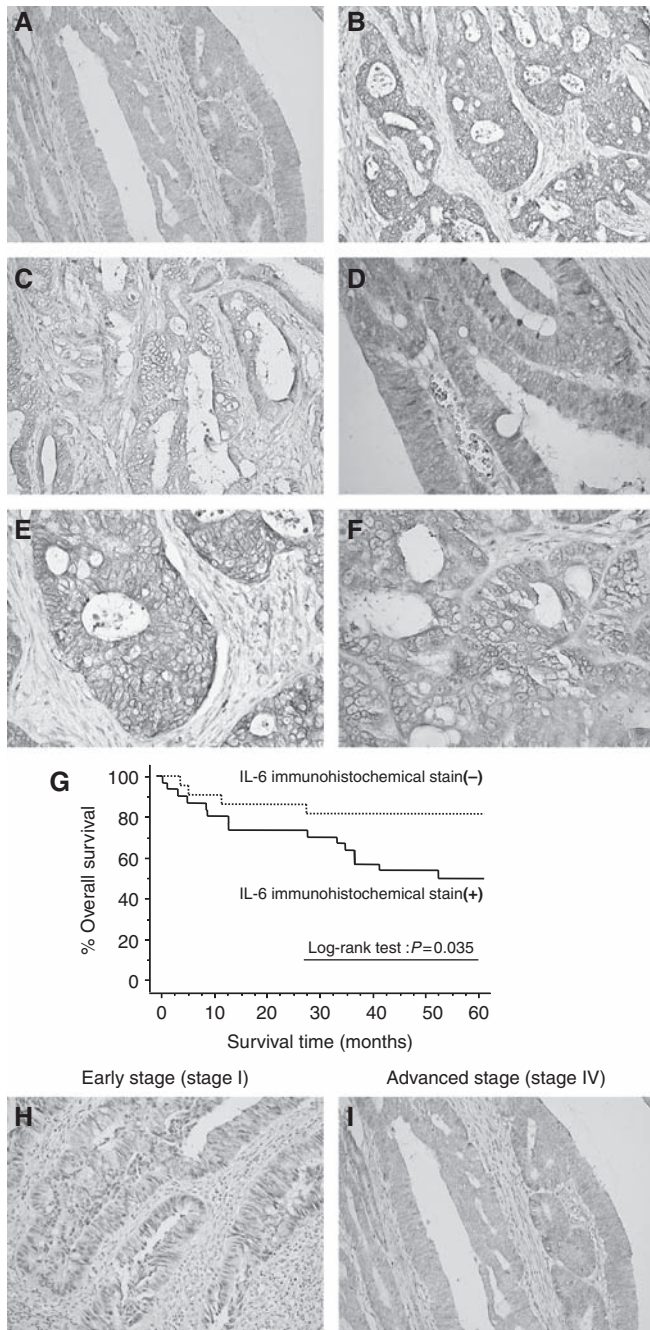 A
B
C
D
E
F
G
IL-6 immunohistochemical stain(–)
IL-6 immunohistochemical stain(+)
Log-rank test : P=0.035
% Overall survival
100
80
60
40
20
0
0 10 20 30 40 50 60
Survival time (months)
Early stage (stage I)
Advanced stage (stage IV)
H
I